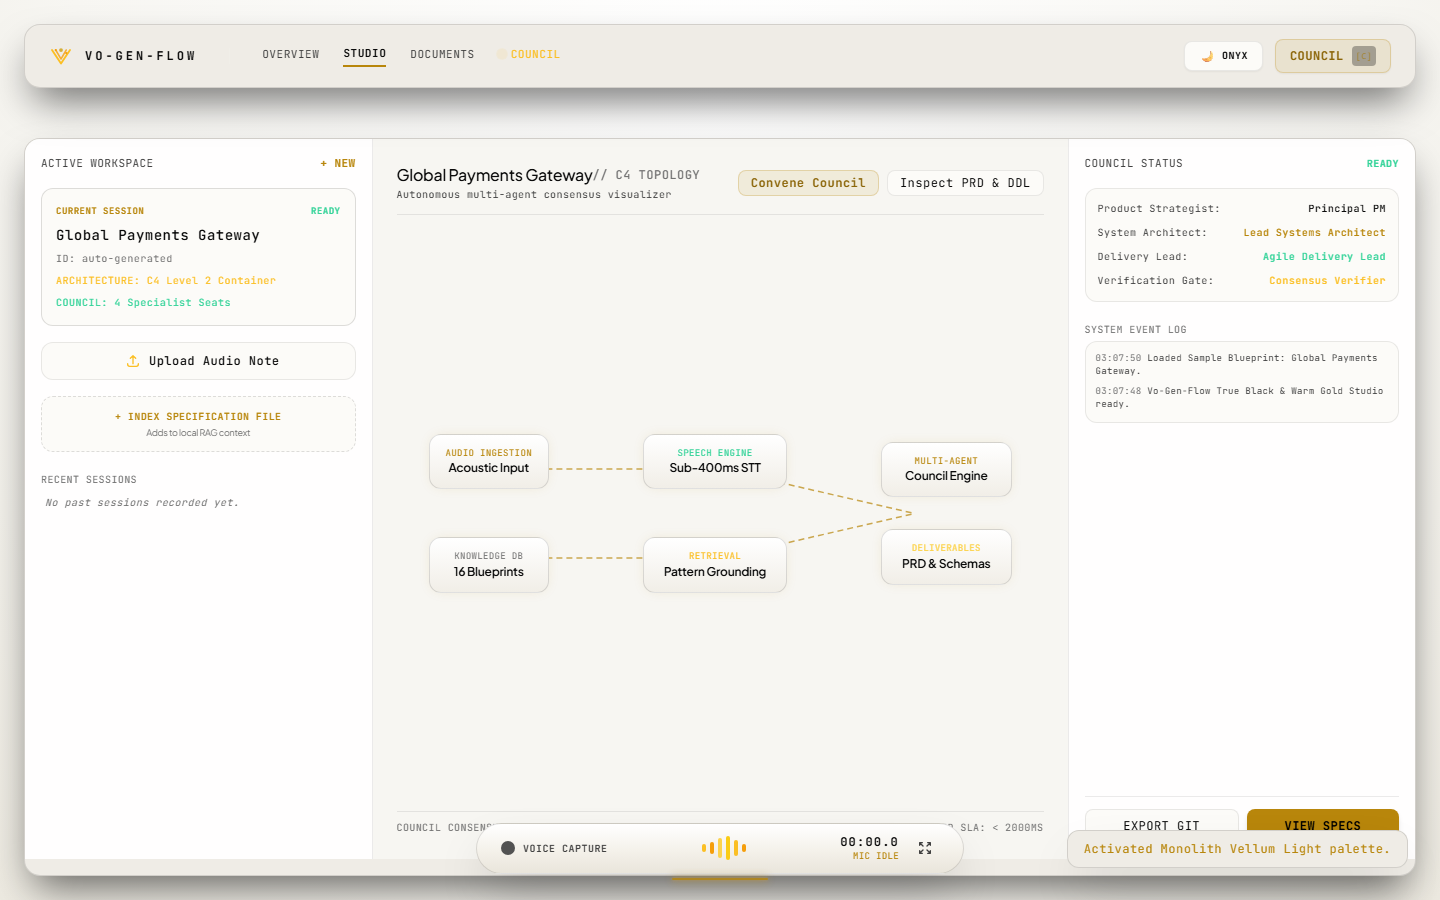 VO-GEN-FLOW
OVERVIEW
STUDIO
DOCUMENTS
COUNCIL
🌙 ONYX
COUNCIL [C]
ACTIVE WORKSPACE
+ NEW
CURRENT SESSION
READY
Global Payments Gateway
ID: auto-generated
ARCHITECTURE: C4 Level 2 Container
COUNCIL: 4 Specialist Seats
Upload Audio Note
+ INDEX SPECIFICATION FILE
Adds to local RAG context
RECENT SESSIONS
No past sessions recorded yet.
Global Payments Gateway// C4 TOPOLOGY
Autonomous multi-agent consensus visualizer
Convene Council
Inspect PRD & DDL
AUDIO INGESTION
Acoustic Input
SPEECH ENGINE
Sub-400ms STT
MULTI-AGENT
Council Engine
KNOWLEDGE DB
16 Blueprints
RETRIEVAL
Pattern Grounding
DELIVERABLES
PRD & Schemas
SLA: < 2000MS
VOICE CAPTURE
00:00.0
MIC IDLE
COUNCIL STATUS
READY
Product Strategist: Principal PM
System Architect: Lead Systems Architect
Delivery Lead: Agile Delivery Lead
Verification Gate: Consensus Verifier
SYSTEM EVENT LOG
03:07:50 Loaded Sample Blueprint: Global Payments
Gateway.
03:07:48 Vo-Gen-Flow True Black & Warm Gold Studio
ready.
EXPORT GIT
VIEW SPECS
Activated Monolith Vellum Light palette.